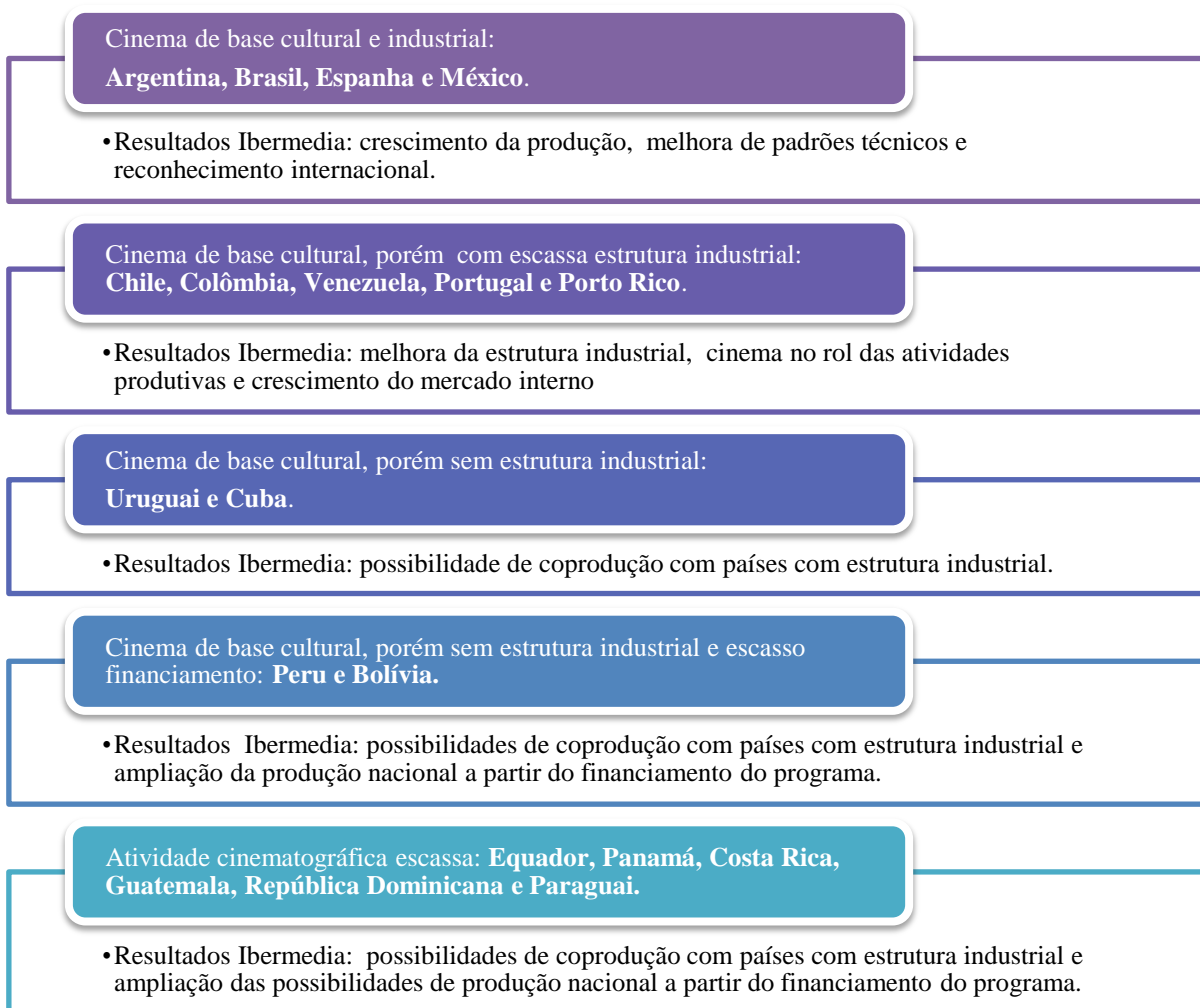 Cinema de base cultural e industrial:
Argentina, Brasil, Espanha e México.
•Resultados Ibermedia: crescimento da produção, melhora de padrões técnicos e
reconhecimento internacional.
Cinema de base cultural, porém com escassa estrutura industrial:
Chile, Colômbia, Venezuela, Portugal e Porto Rico.
•Resultados Ibermedia: melhora da estrutura industrial, cinema no rol das atividades
produtivas e crescimento do mercado interno
Cinema de base cultural, porém sem estrutura industrial:
Uruguai e Cuba.
•Resultados Ibermedia: possibilidade de coprodução com países com estrutura industrial.
Cinema de base cultural, porém sem estrutura industrial e escasso
financiamento: Peru e Bolívia.
•Resultados Ibermedia: possibilidades de coprodução com países com estrutura industrial e
ampliação da produção nacional a partir do financiamento do programa.
Atividade cinematográfica escassa: Equador, Panamá, Costa Rica,
Guatemala, República Dominicana e Paraguai.
•Resultados Ibermedia: possibilidades de coprodução com países com estrutura industrial e
ampliação das possibilidades de produção nacional a partir do financiamento do programa.